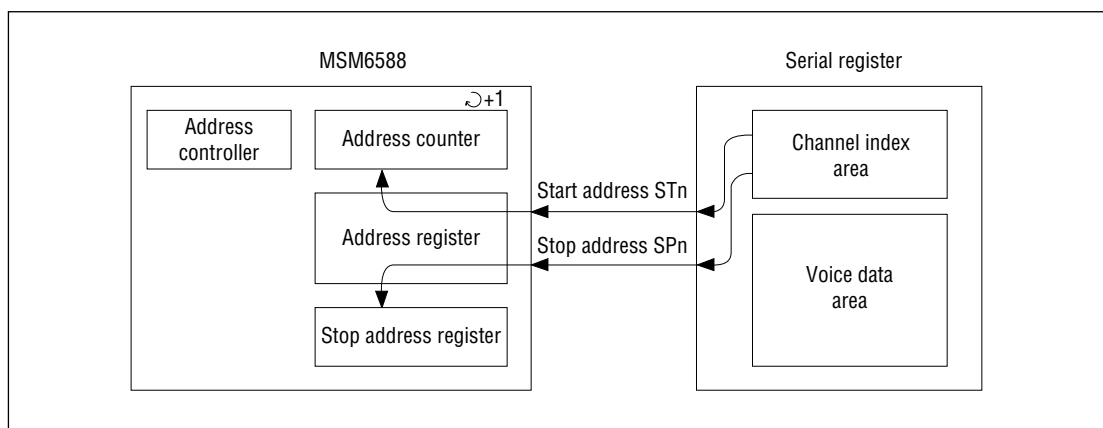 MSM6588
Serial register
+1
Address
controller
Address counter
Channel index
area
Start address STn
Address register
Stop address SPn
Voice data
area
Stop address register